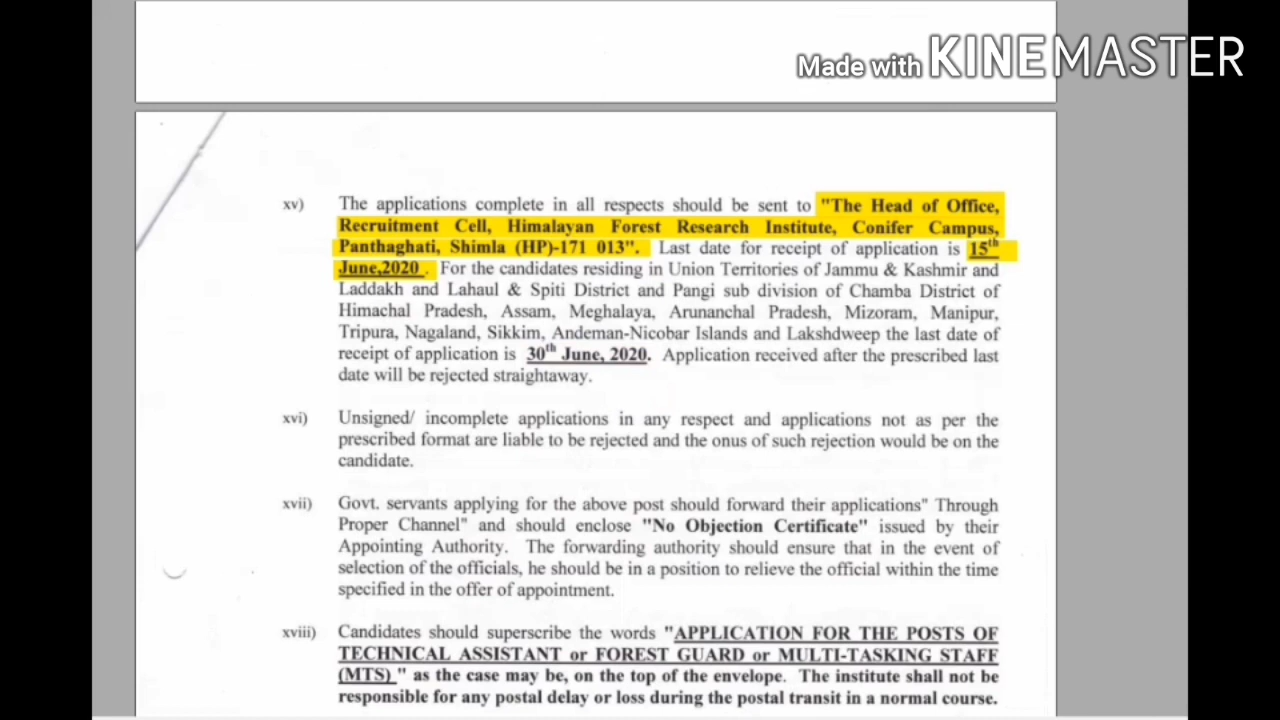 Made with KINEMASTER
xv) The applications complete in all respects should be sent to "The Head of Office,
Recruitment Cell, Himalayan Forest Research Institute, Conifer Campus,
Panthaghati, Shimla (HP)-171 013". Last date for receipt of application is 15th
June,2020 . For the candidates residing in Union Territories of Jammu & Kashmir and
Laddakh and Lahaul & Spiti District and Pangi sub division of Chamba District of
Himachal Pradesh, Assam, Meghalaya, Arunanchal Pradesh, Mizoram, Manipur,
Tripura, Nagaland, Sikkim, Andeman-Nicobar Islands and Lakshdweep the last date of
receipt of application is 30th June, 2020. Application received after the prescribed last
date will be rejected straightaway.
xvi) Unsigned/ incomplete applications in any respect and applications not as per the
prescribed format are liable to be rejected and the onus of such rejection would be on the
candidate.
xvii) Govt. servants applying for the above post should forward their applications" Through
Proper Channel" and should enclose "No Objection Certificate" issued by their
Appointing Authority. The forwarding authority should ensure that in the event of
selection of the officials, he should be in a position to relieve the official within the time
specified in the offer of appointment.
xviii) Candidates should superscribe the words "APPLICATION FOR THE POSTS OF
TECHNICAL ASSISTANT or FOREST GUARD or MULTI-TASKING STAFF
(MTS) " as the case may be, on the top of the envelope. The institute shall not be
responsible for any postal delay or loss during the postal transit in a normal course.